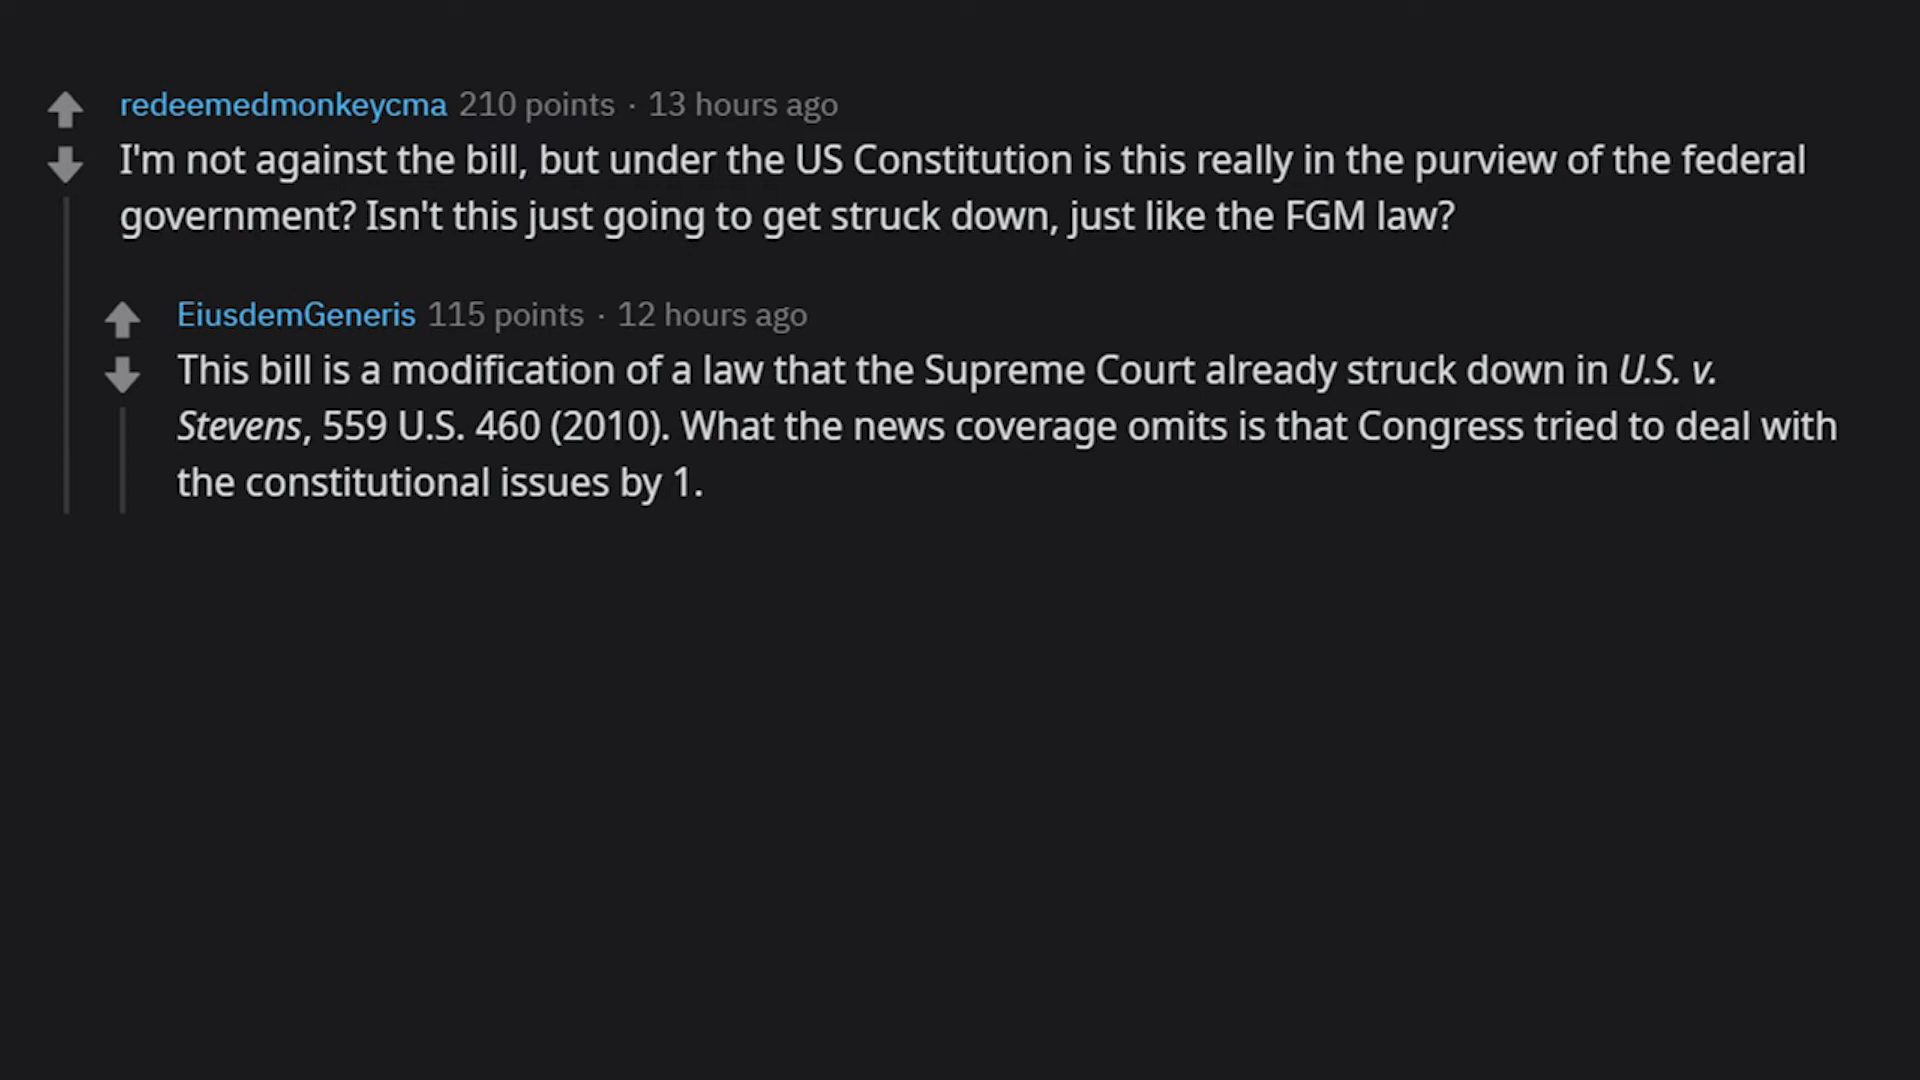 redeemedmonkeycma 210 points · 13 hours ago
I'm not against the bill, but under the US Constitution is this really in the purview of the federal
government? Isn't this just going to get struck down, just like the FGM law?
EiusdemGeneris 115 points · 12 hours ago
This bill is a modification of a law that the Supreme Court already struck down in U.S. v.
Stevens, 559 U.S. 460 (2010). What the news coverage omits is that Congress tried to deal with
the constitutional issues by 1.